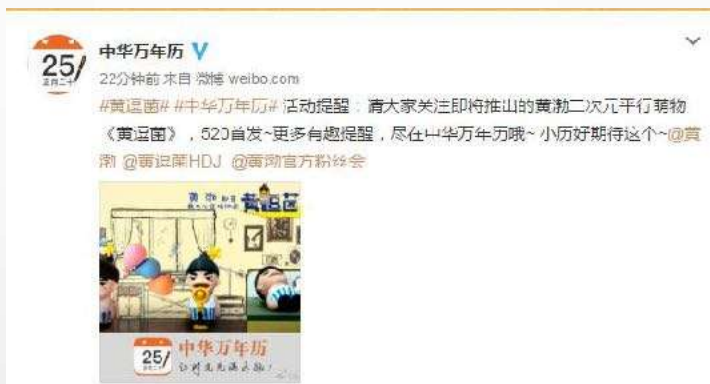 中华万年历
22分钟前 来自 微博 weibo.com
#黄逗菌# #中华万年历# 活动提醒：请大家关注即将推出的黄渤二次元平行萌物
《黄逗菌》，520首发~更多有趣提醒，尽在中华万年历哦~ 小历好期待这个~@黄
渤 @黄逗菌HDJ @黄渤官方粉丝会
25
黄渤
黄逗菌
25
中华万年历